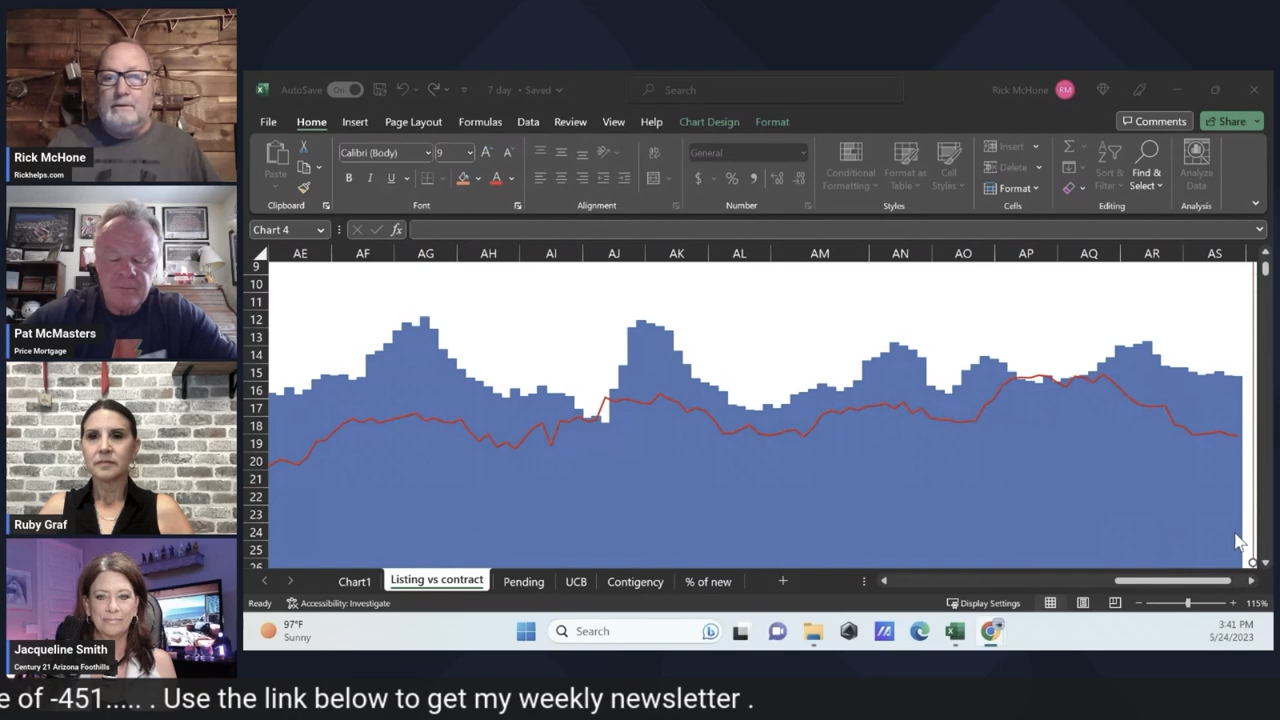 Rick McHone
Rickhelps.com
Pat McMasters
Price Mortgage
Ruby Graf
Jacqueline Smith
Century 21 Arizona Foothills
AutoSave On 7 day • Saved Search Rick McHone RM
File Home Insert Page Layout Formulas Data Review View Help Chart Design Format Comments Share
Paste Calibri (Body) 9 A A General Conditional Formatting Format as Table Cell Styles Insert Delete Format Sort & Filter Find & Select Analyze Data
B I U A $ % 9
Clipboard Font Alignment Number Styles Cells Editing Analysis
Chart 4 fx
AE AF AG AH AI AJ AK AL AM AN AO AP AQ AR AS
9
10
11
12
13
14
15
16
17
18
19
20
21
22
23
24
25
26
Chart1 Listing vs contract Pending UCB Contigency % of new
Ready Accessibility: Investigate Display Settings 115%
97°F
Sunny
Search
3:41 PM
5/24/2023
e of -451..... . Use the link below to get my weekly newsletter .